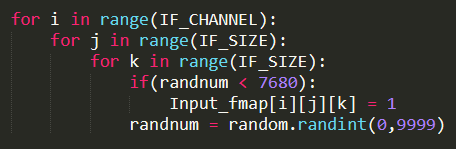 for i in range(IF_CHANNEL):
    for j in range(IF_SIZE):
        for k in range(IF_SIZE):
            if(randnum < 7680):
                Input_fmap[i][j][k] = 1
            randnum = random.randint(0,9999)